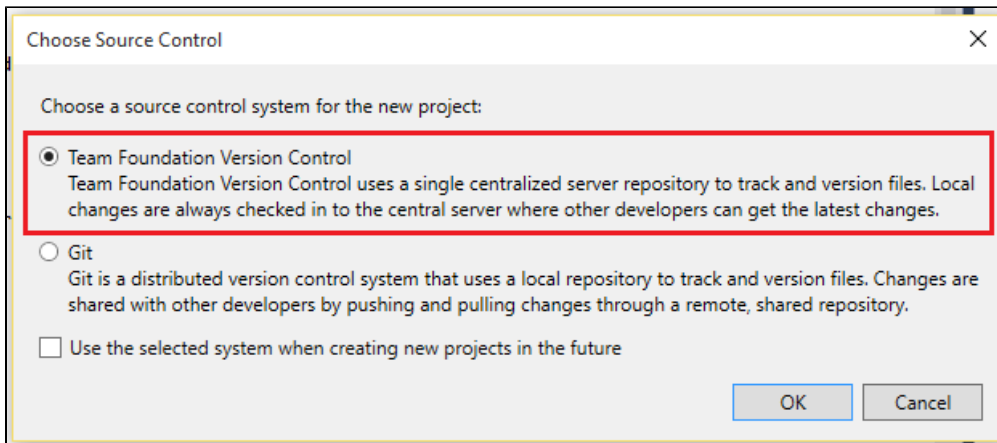 Choose Source Control
Choose a source control system for the new project:
Team Foundation Version Control
Team Foundation Version Control uses a single centralized server repository to track and version files. Local
changes are always checked in to the central server where other developers can get the latest changes.
Git
Git is a distributed version control system that uses a local repository to track and version files. Changes are
shared with other developers by pushing and pulling changes through a remote, shared repository.
Use the selected system when creating new projects in the future
OK Cancel